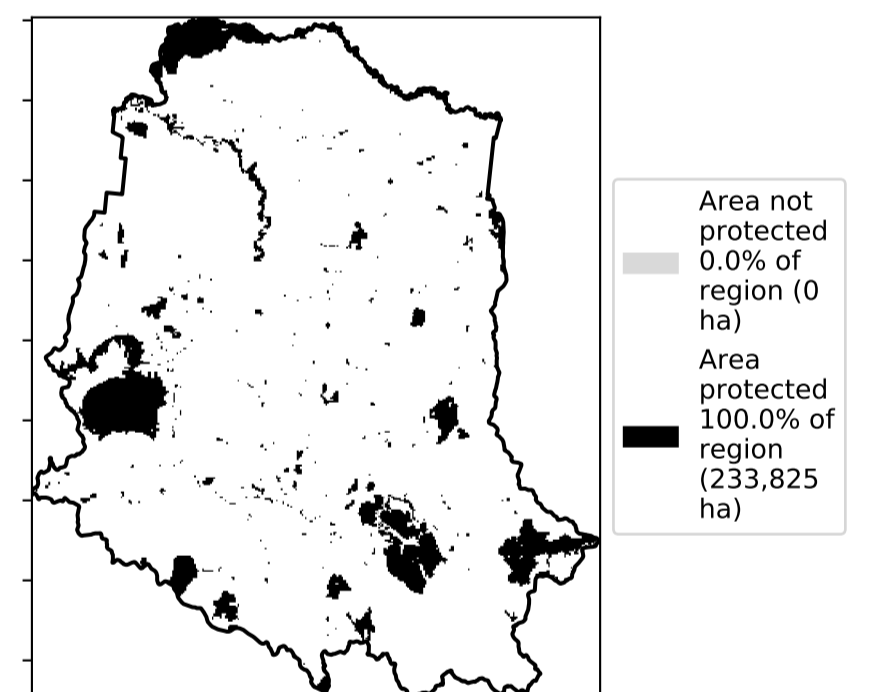 Area not
protected
0.0% of
region (0
ha)
Area
protected
100.0% of
region
(233,825
ha)